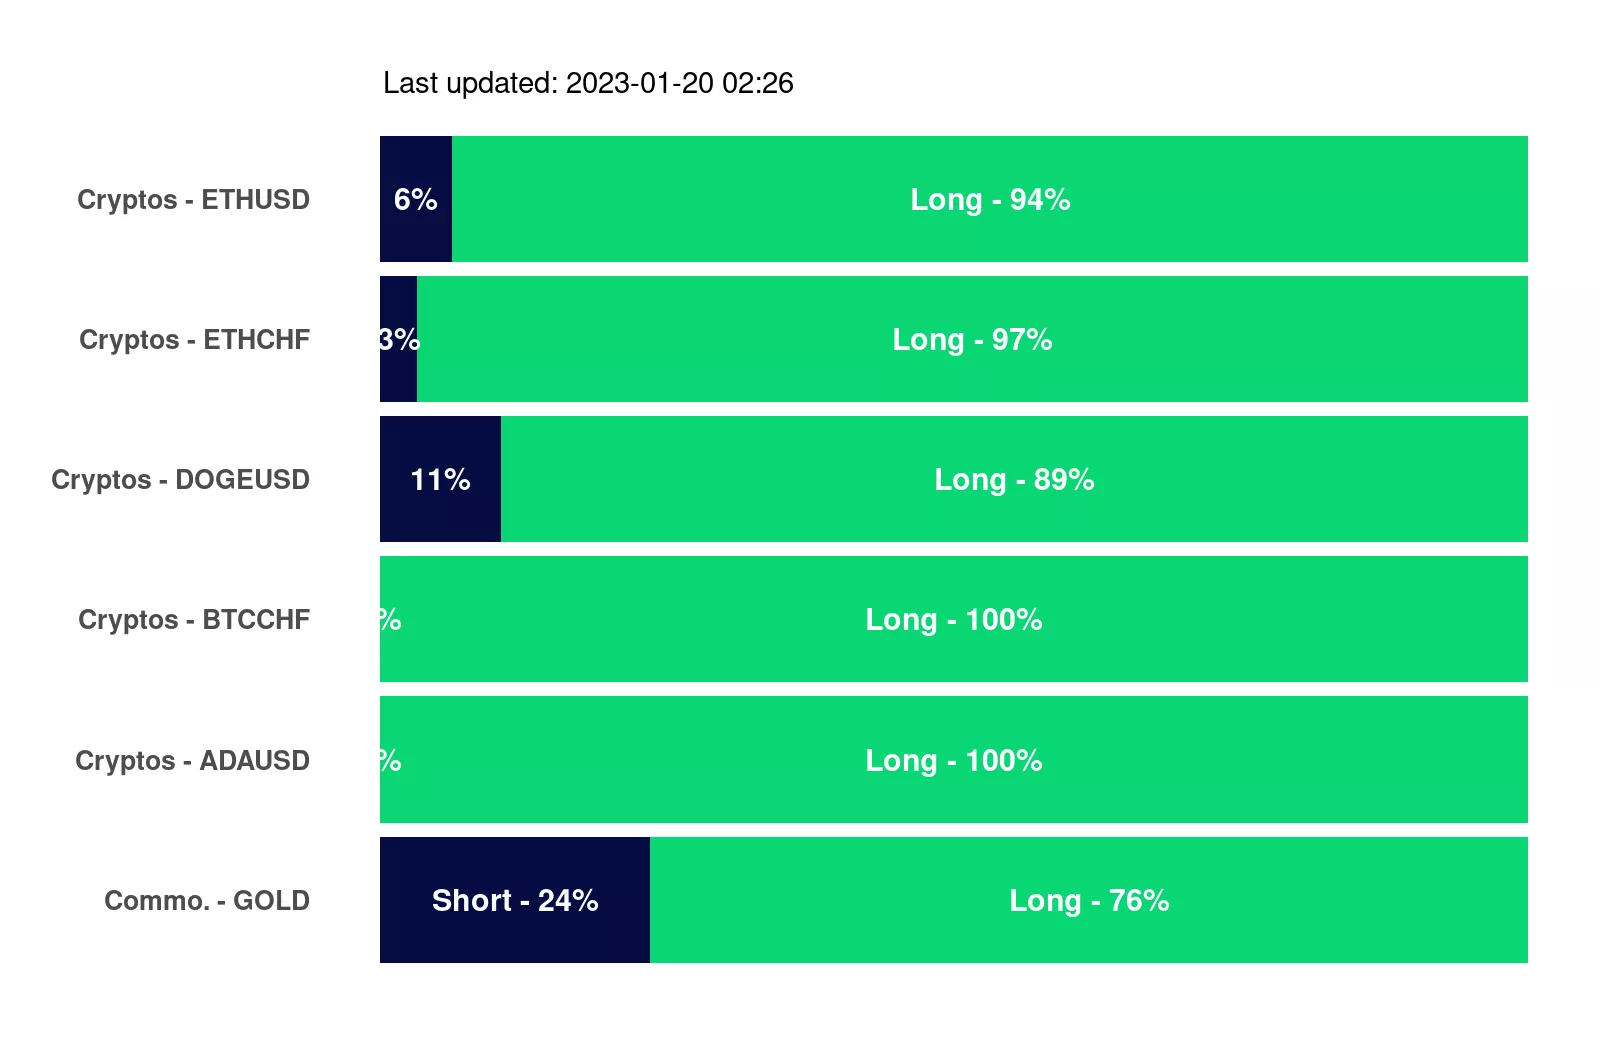 Last updated: 2023-01-20 02:26
Cryptos - ETHUSD 6% Long - 94%
Cryptos - ETHCHF 3% Long - 97%
Cryptos - DOGEUSD 11% Long - 89%
Cryptos - BTCCHF % Long - 100%
Cryptos - ADAUSD % Long - 100%
Commo. - GOLD Short - 24% Long - 76%